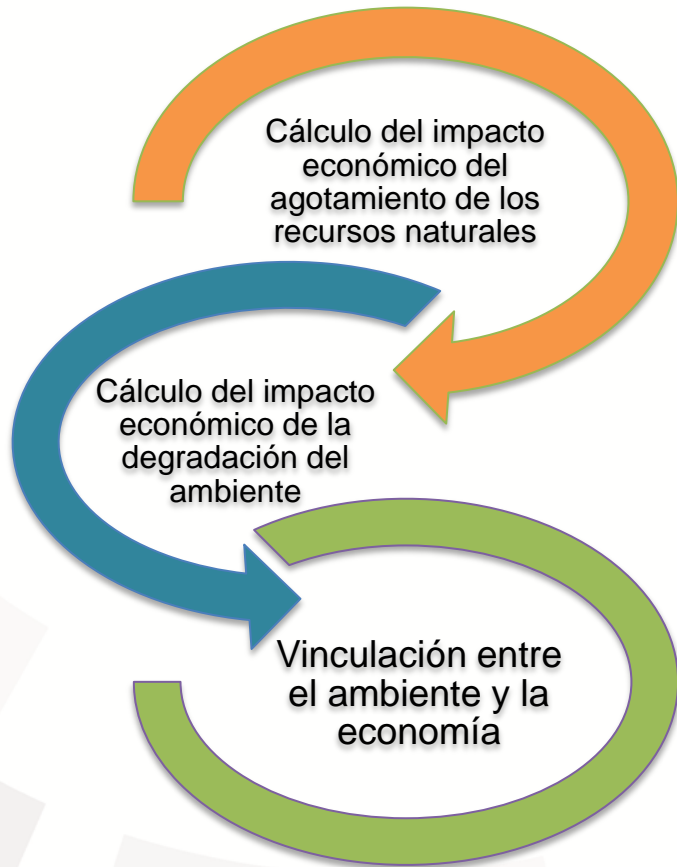 Cálculo del impacto
económico del
agotamiento de los
recursos naturales
Cálculo del impacto
económico de la
degradación del
ambiente
Vinculación entre
el ambiente y la
economía